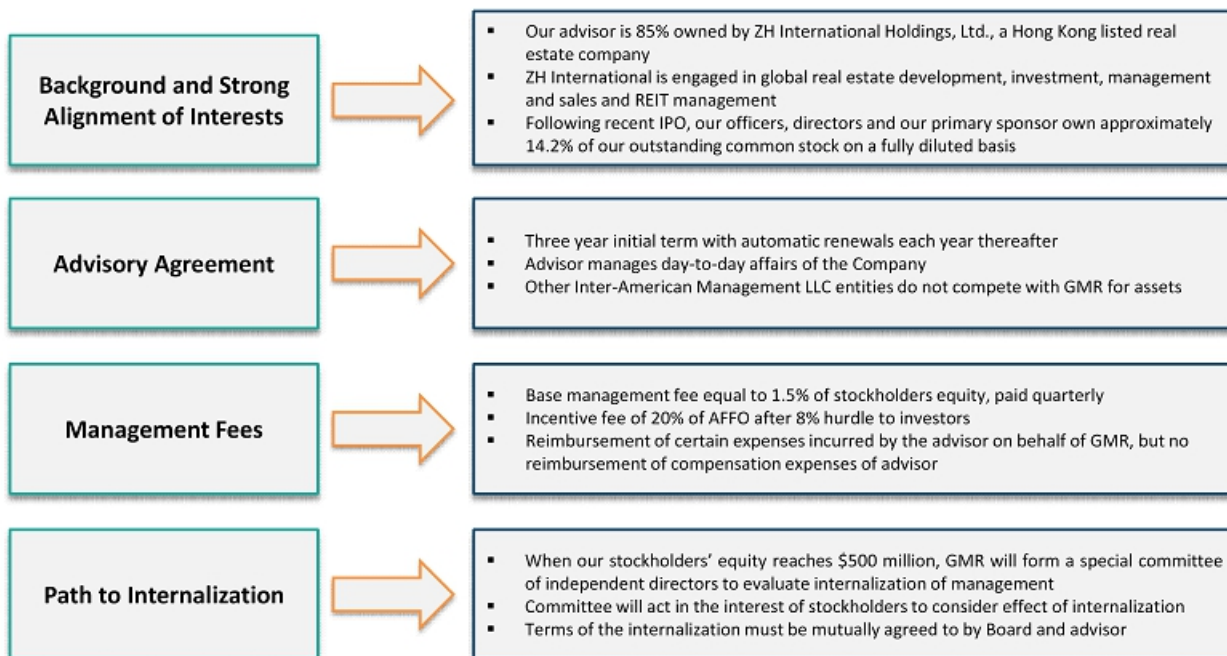 Background and Strong
Alignment of Interests
▪ Our advisor is 85% owned by ZH International Holdings, Ltd., a Hong Kong listed real
estate company
▪ ZH International is engaged in global real estate development, investment, management
and sales and REIT management
▪ Following recent IPO, our officers, directors and our primary sponsor own approximately
14.2% of our outstanding common stock on a fully diluted basis
Advisory Agreement
▪ Three year initial term with automatic renewals each year thereafter
▪ Advisor manages day-to-day affairs of the Company
▪ Other Inter-American Management LLC entities do not compete with GMR for assets
Management Fees
▪ Base management fee equal to 1.5% of stockholders equity, paid quarterly
▪ Incentive fee of 20% of AFFO after 8% hurdle to investors
▪ Reimbursement of certain expenses incurred by the advisor on behalf of GMR, but no
reimbursement of compensation expenses of advisor
Path to Internalization
▪ When our stockholders' equity reaches $500 million, GMR will form a special committee
of independent directors to evaluate internalization of management
▪ Committee will act in the interest of stockholders to consider effect of internalization
▪ Terms of the internalization must be mutually agreed to by Board and advisor